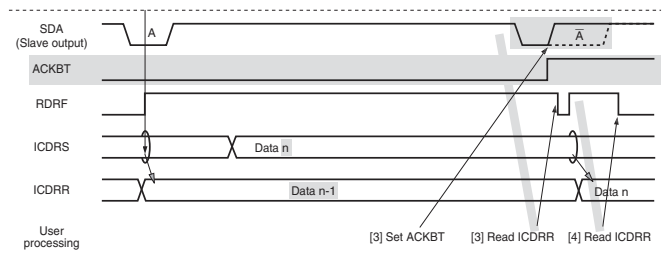 SDA
(Slave output)
A
A̅
ACKBT
RDRF
ICDRS
Data n
ICDRR
Data n-1
Data n
User
processing
[3] Set ACKBT
[3] Read ICDRR
[4] Read ICDRR